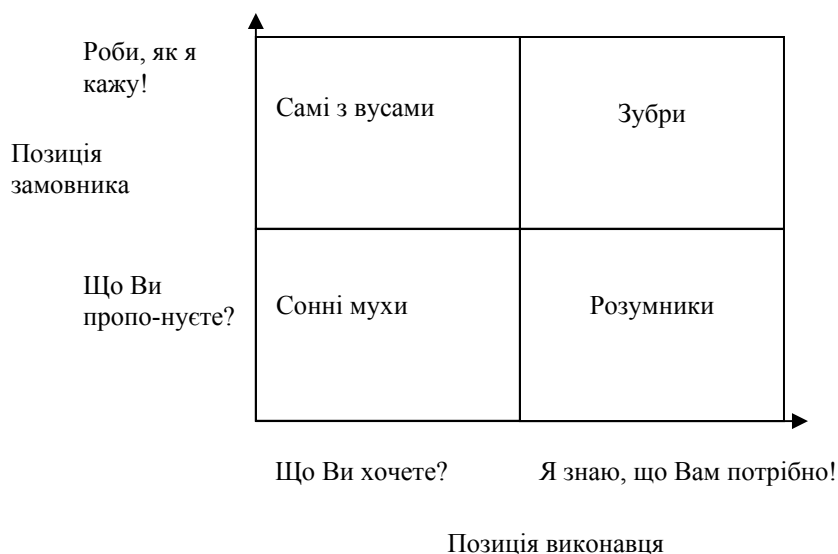 Роби, як я
кажу!
Самі з вусами
Зубри
Позиція
замовника
Що Ви
пропо-нуєте?
Сонні мухи
Розумники
Що Ви хочете?
Я знаю, що Вам потрібно!
Позиція виконавця